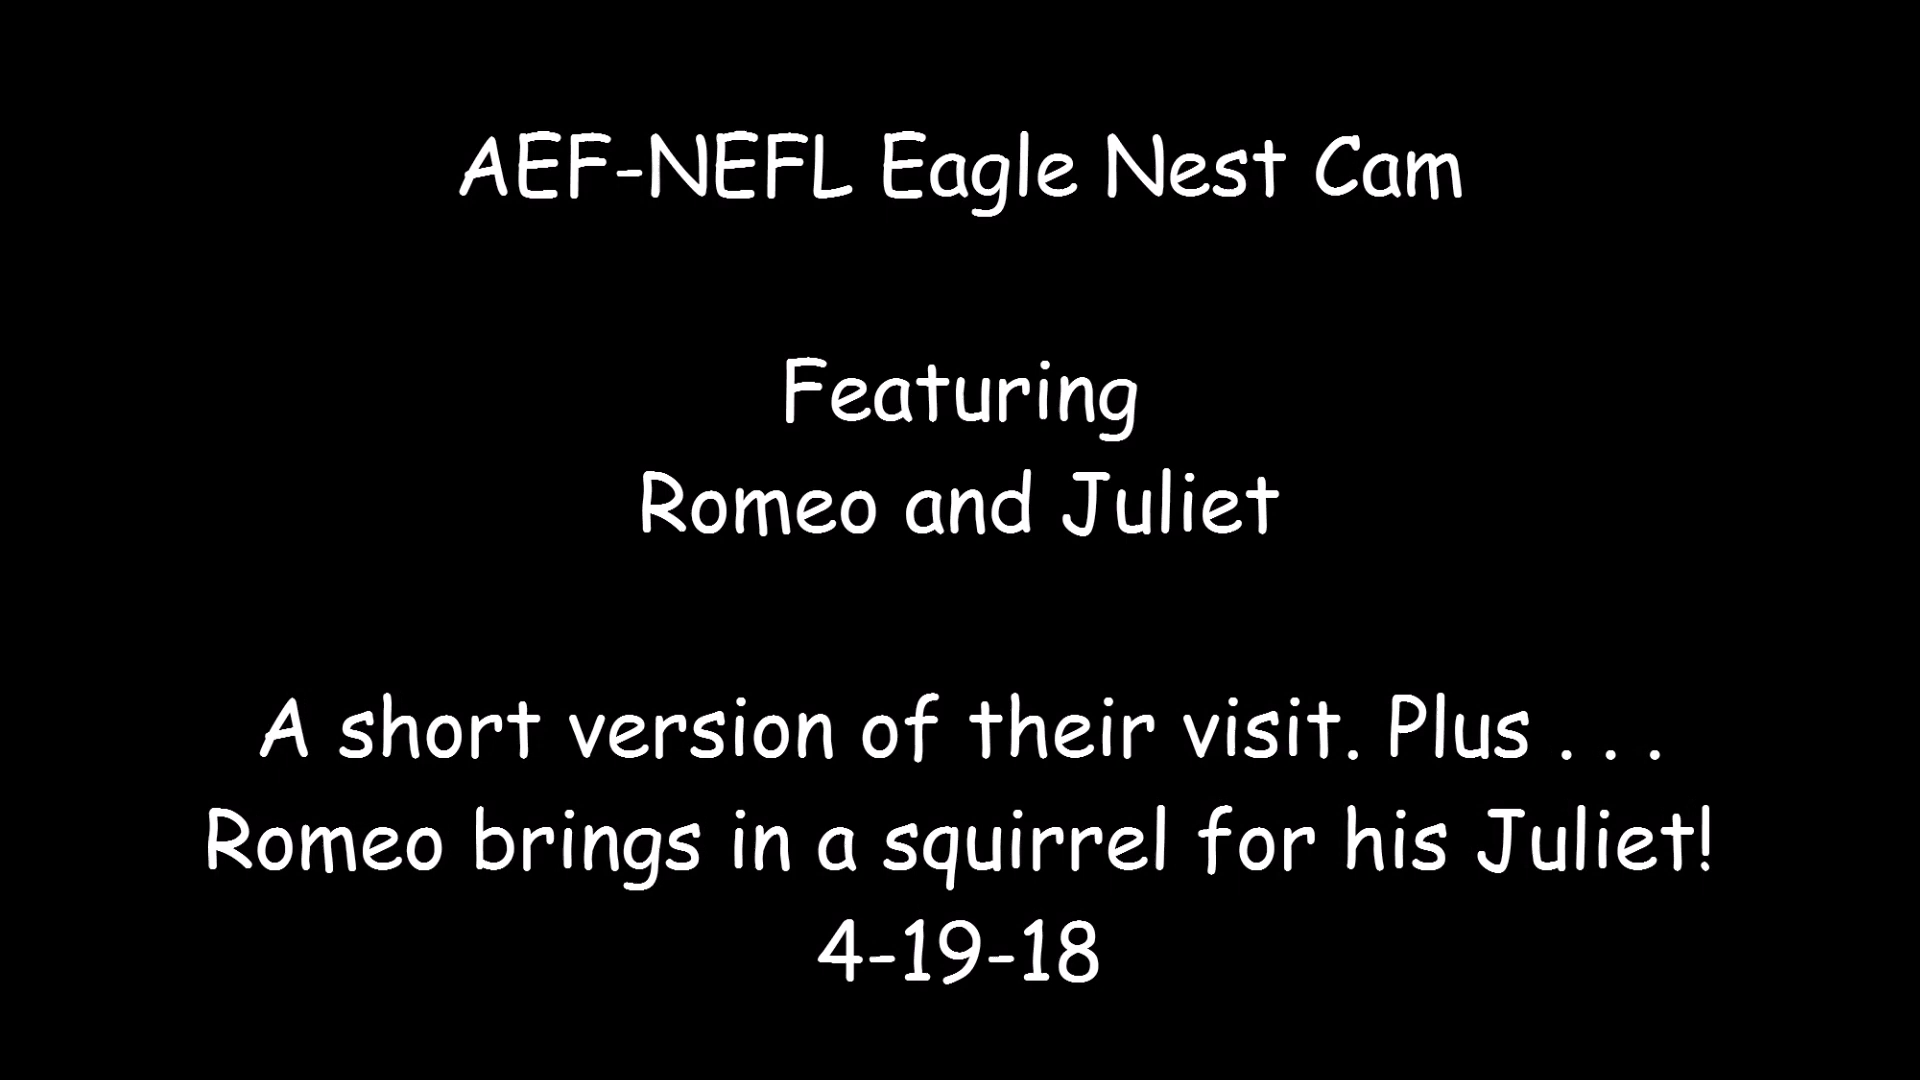 AEF-NEFL Eagle Nest Cam
Featuring
Romeo and Juliet
A short version of their visit. Plus . . .
Romeo brings in a squirrel for his Juliet!
4-19-18